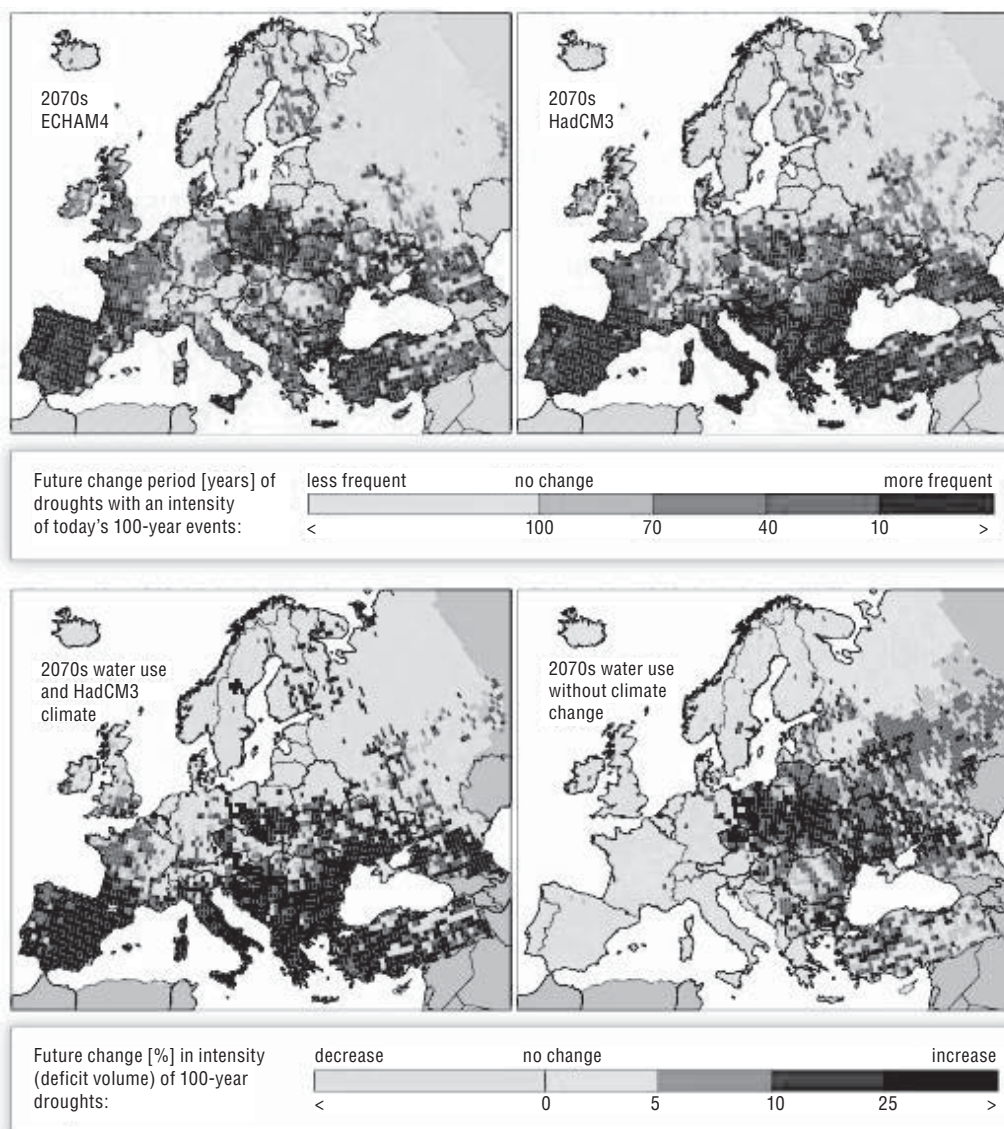 2070s
ECHAM4
2070s
HadCM3
Future change period [years] of
droughts with an intensity
of today's 100-year events:
less frequent no change more frequent
< 100 70 40 10 >
2070s water use
and HadCM3
climate
2070s water use
without climate
change
Future change [%] in intensity
(deficit volume) of 100-year
droughts:
decrease no change increase
< 0 5 10 25 >